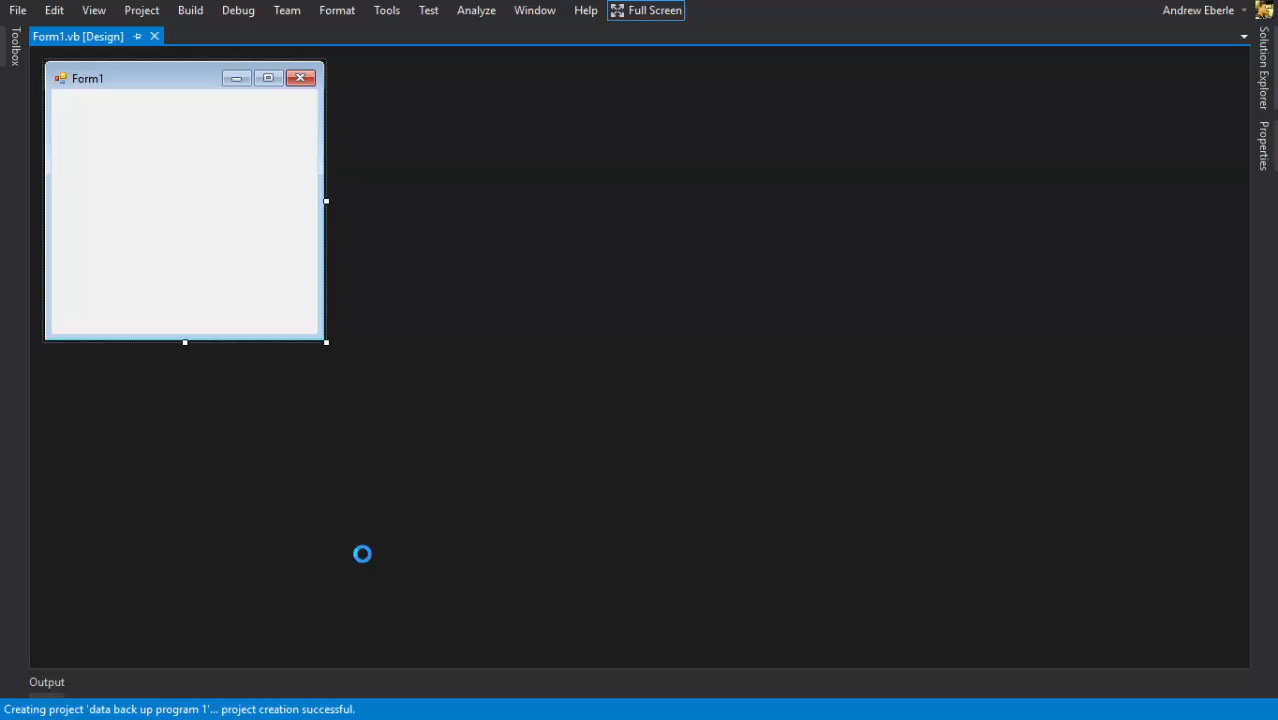 File Edit View Project Build Debug Team Format Tools Test Analyze Window Help Full Screen Andrew Eberle
Form1.vb [Design]
Toolbox
Form1
Solution Explorer
Properties
Output
Creating project 'data back up program 1'... project creation successful.